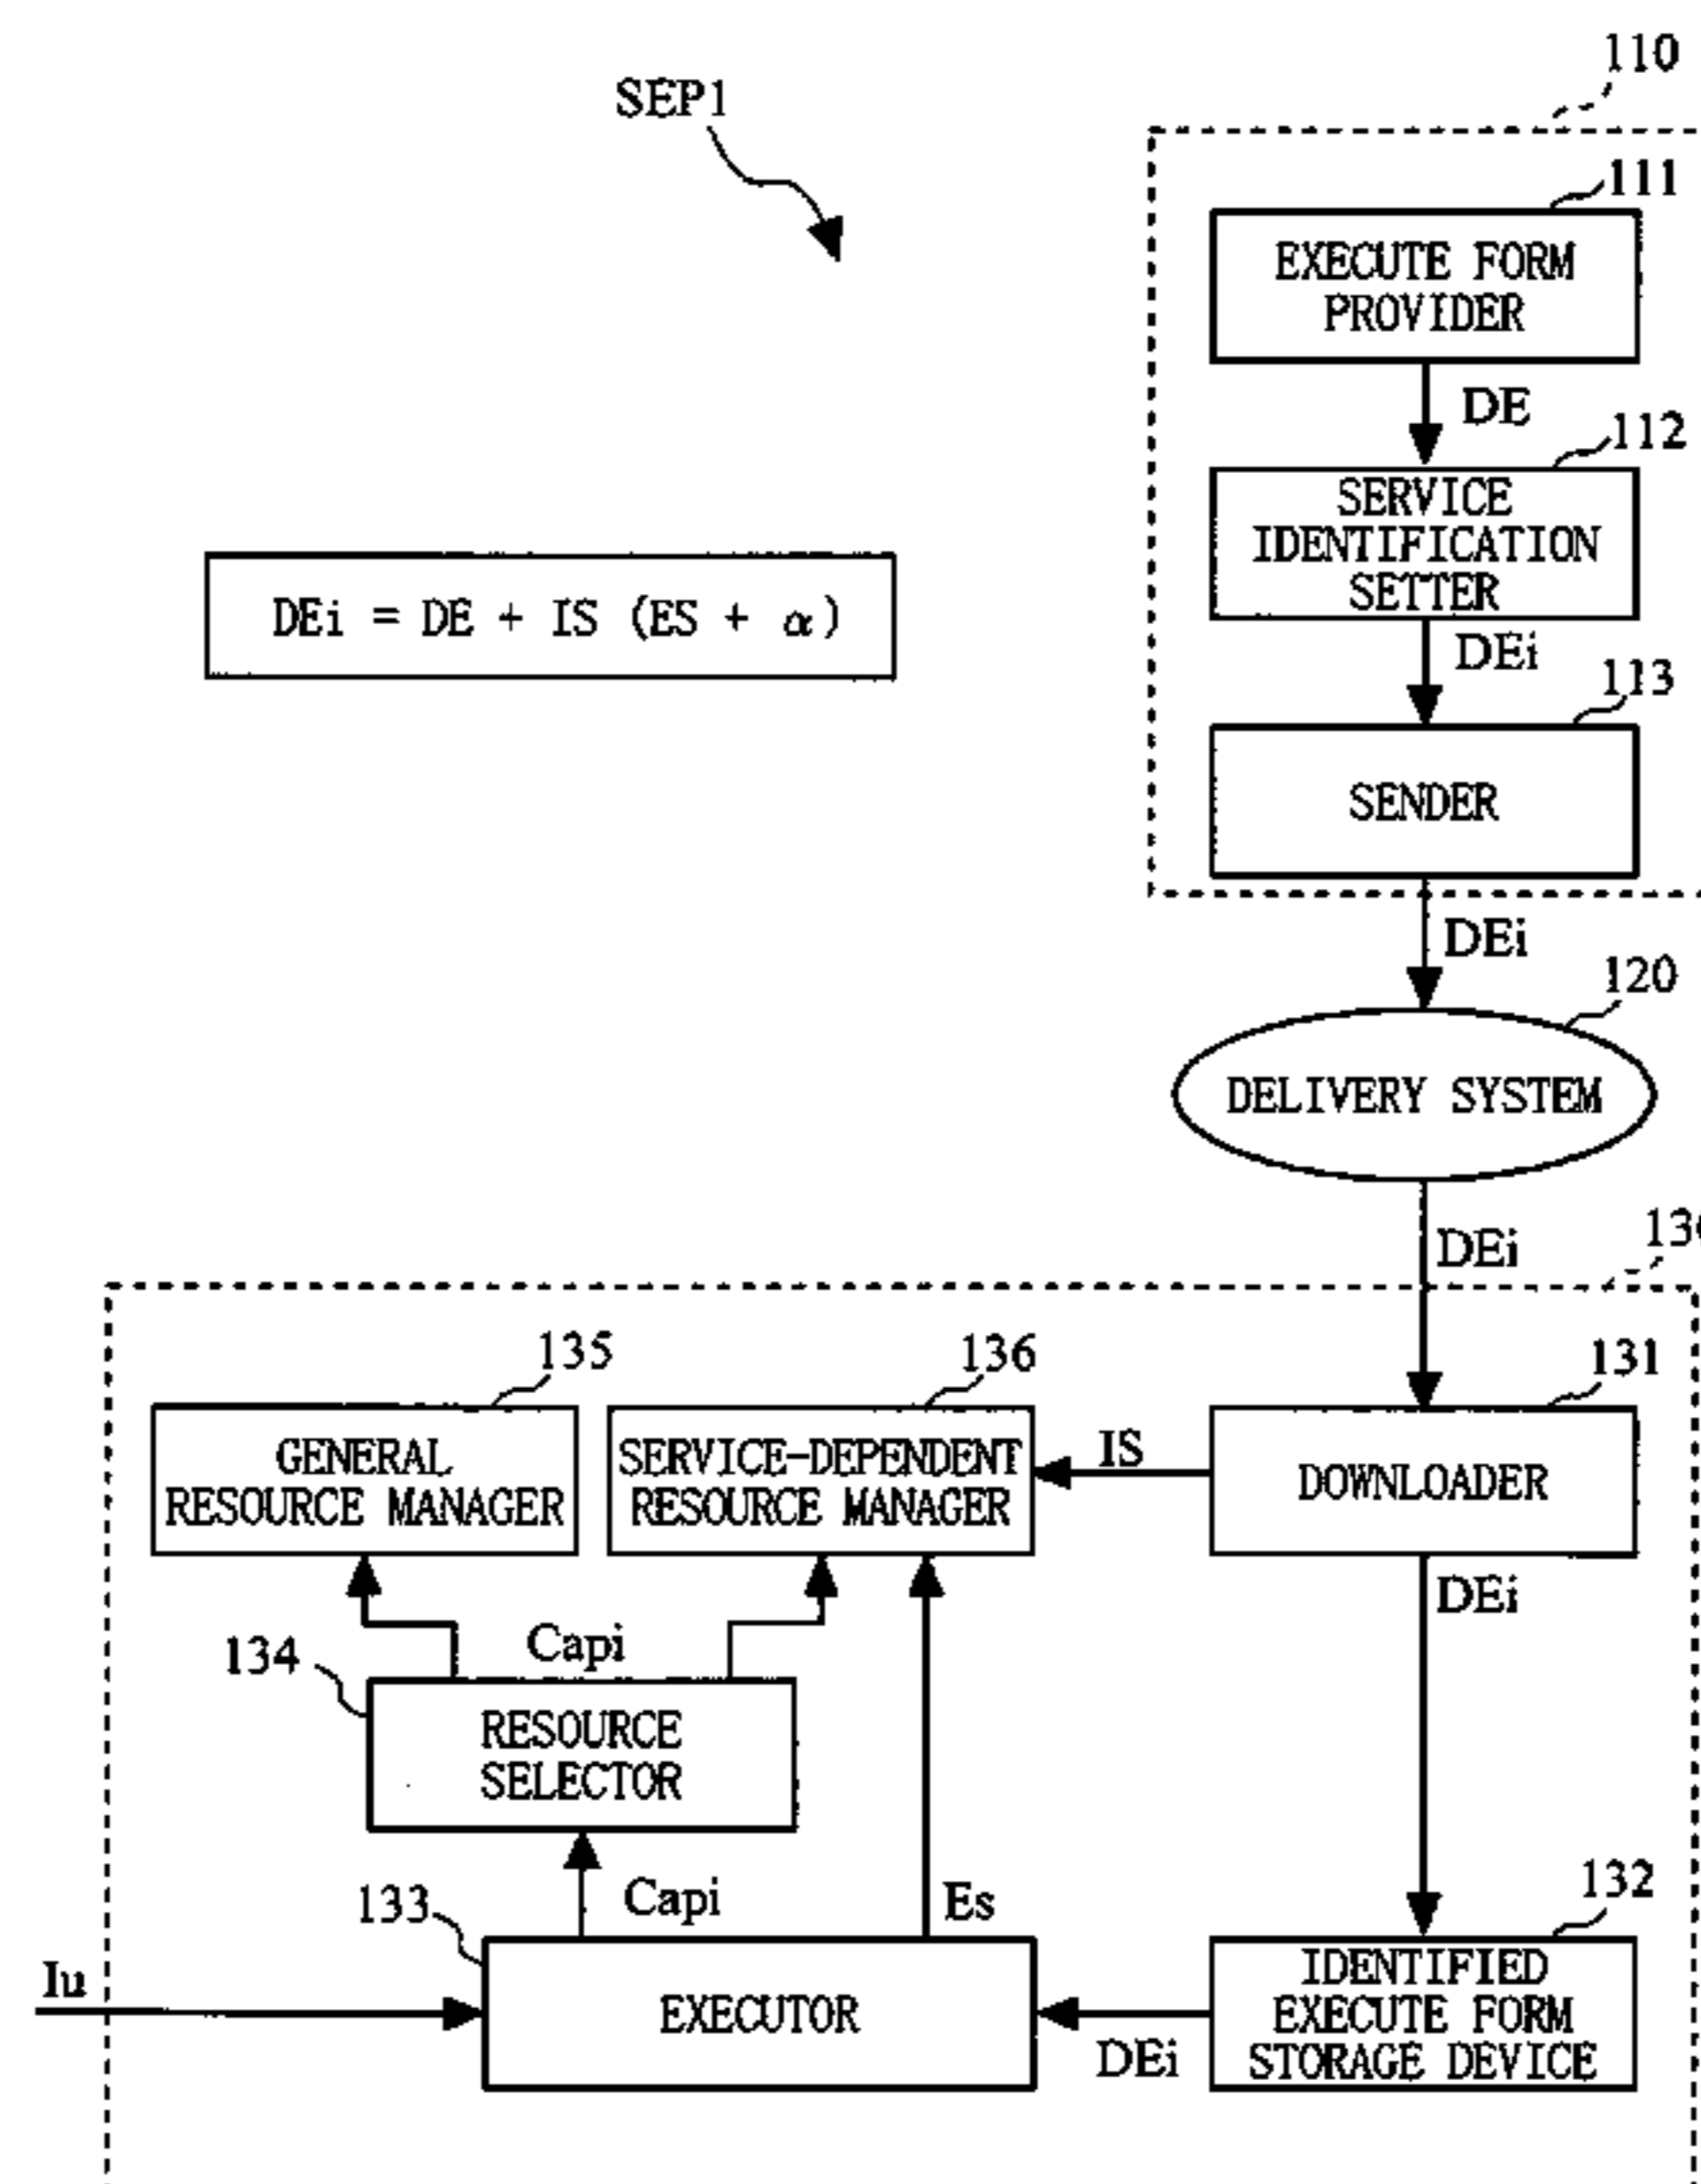 110
SEP1
111
EXECUTE FORM
PROVIDER
DE
112
SERVICE
IDENTIFICATION
SETTER
DEi = DE + IS (ES + α)
DEi
113
SENDER
DEi
120
DELIVERY SYSTEM
DEi
135
136
131
GENERAL
RESOURCE MANAGER
SERVICE-DEPENDENT
RESOURCE MANAGER
IS
DOWNLOADER
DEi
134
Capi
RESOURCE
SELECTOR
133
Capi
Es
132
Iu
EXECUTOR
DEi
IDENTIFIED
EXECUTE FORM
STORAGE DEVICE